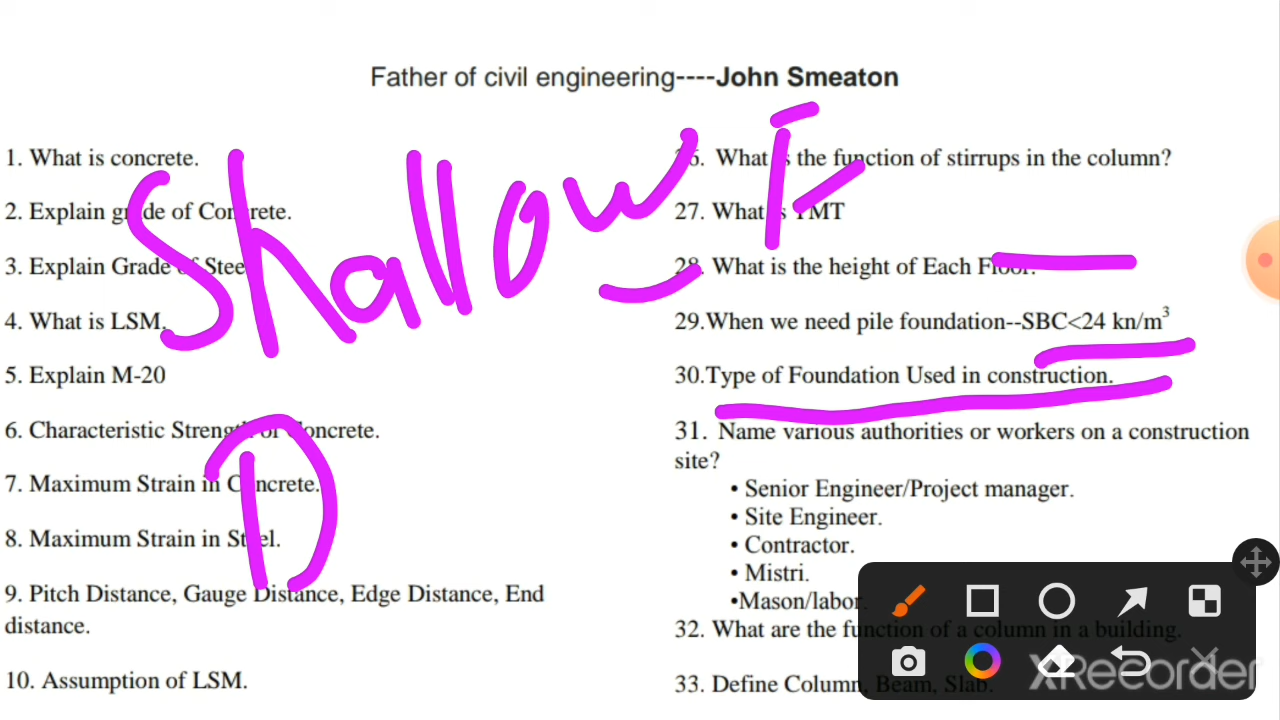 Father of civil engineering----John Smeaton
1. What is concrete.
2. Explain grade of Concrete.
3. Explain Grade of Steel
4. What is LSM.
5. Explain M-20
6. Characteristic Strength of Concrete.
7. Maximum Strain in Concrete.
8. Maximum Strain in Steel.
9. Pitch Distance, Gauge Distance, Edge Distance, End
distance.
10. Assumption of LSM.
26. What is the function of stirrups in the column?
27. What is TMT
28. What is the height of Each Floor.
29.When we need pile foundation--SBC<24 kn/m³
30.Type of Foundation Used in construction.
31. Name various authorities or workers on a construction
site?
• Senior Engineer/Project manager.
• Site Engineer.
• Contractor.
• Mistri.
•Mason/labor.
32. What are the function of a column in a building.
33. Define Column, Beam, Slab.
Shallow F
D
XRecorder